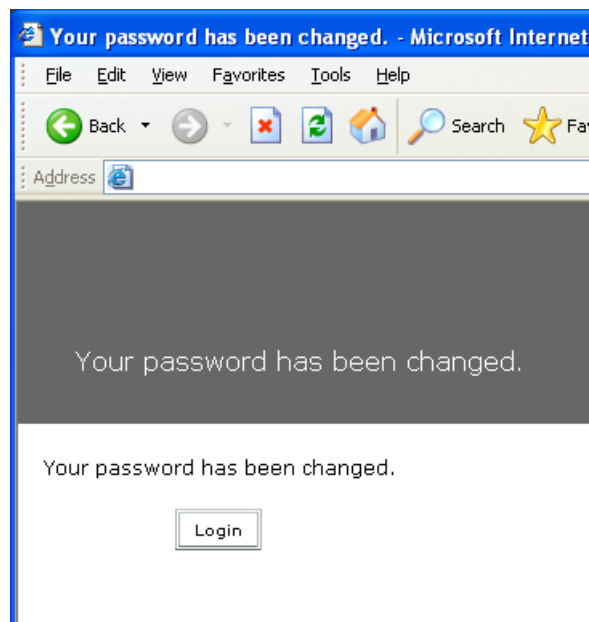 Your password has been changed. - Microsoft Internet
File Edit View Favorites Tools Help
Back Search
Address
Your password has been changed.
Your password has been changed.
Login